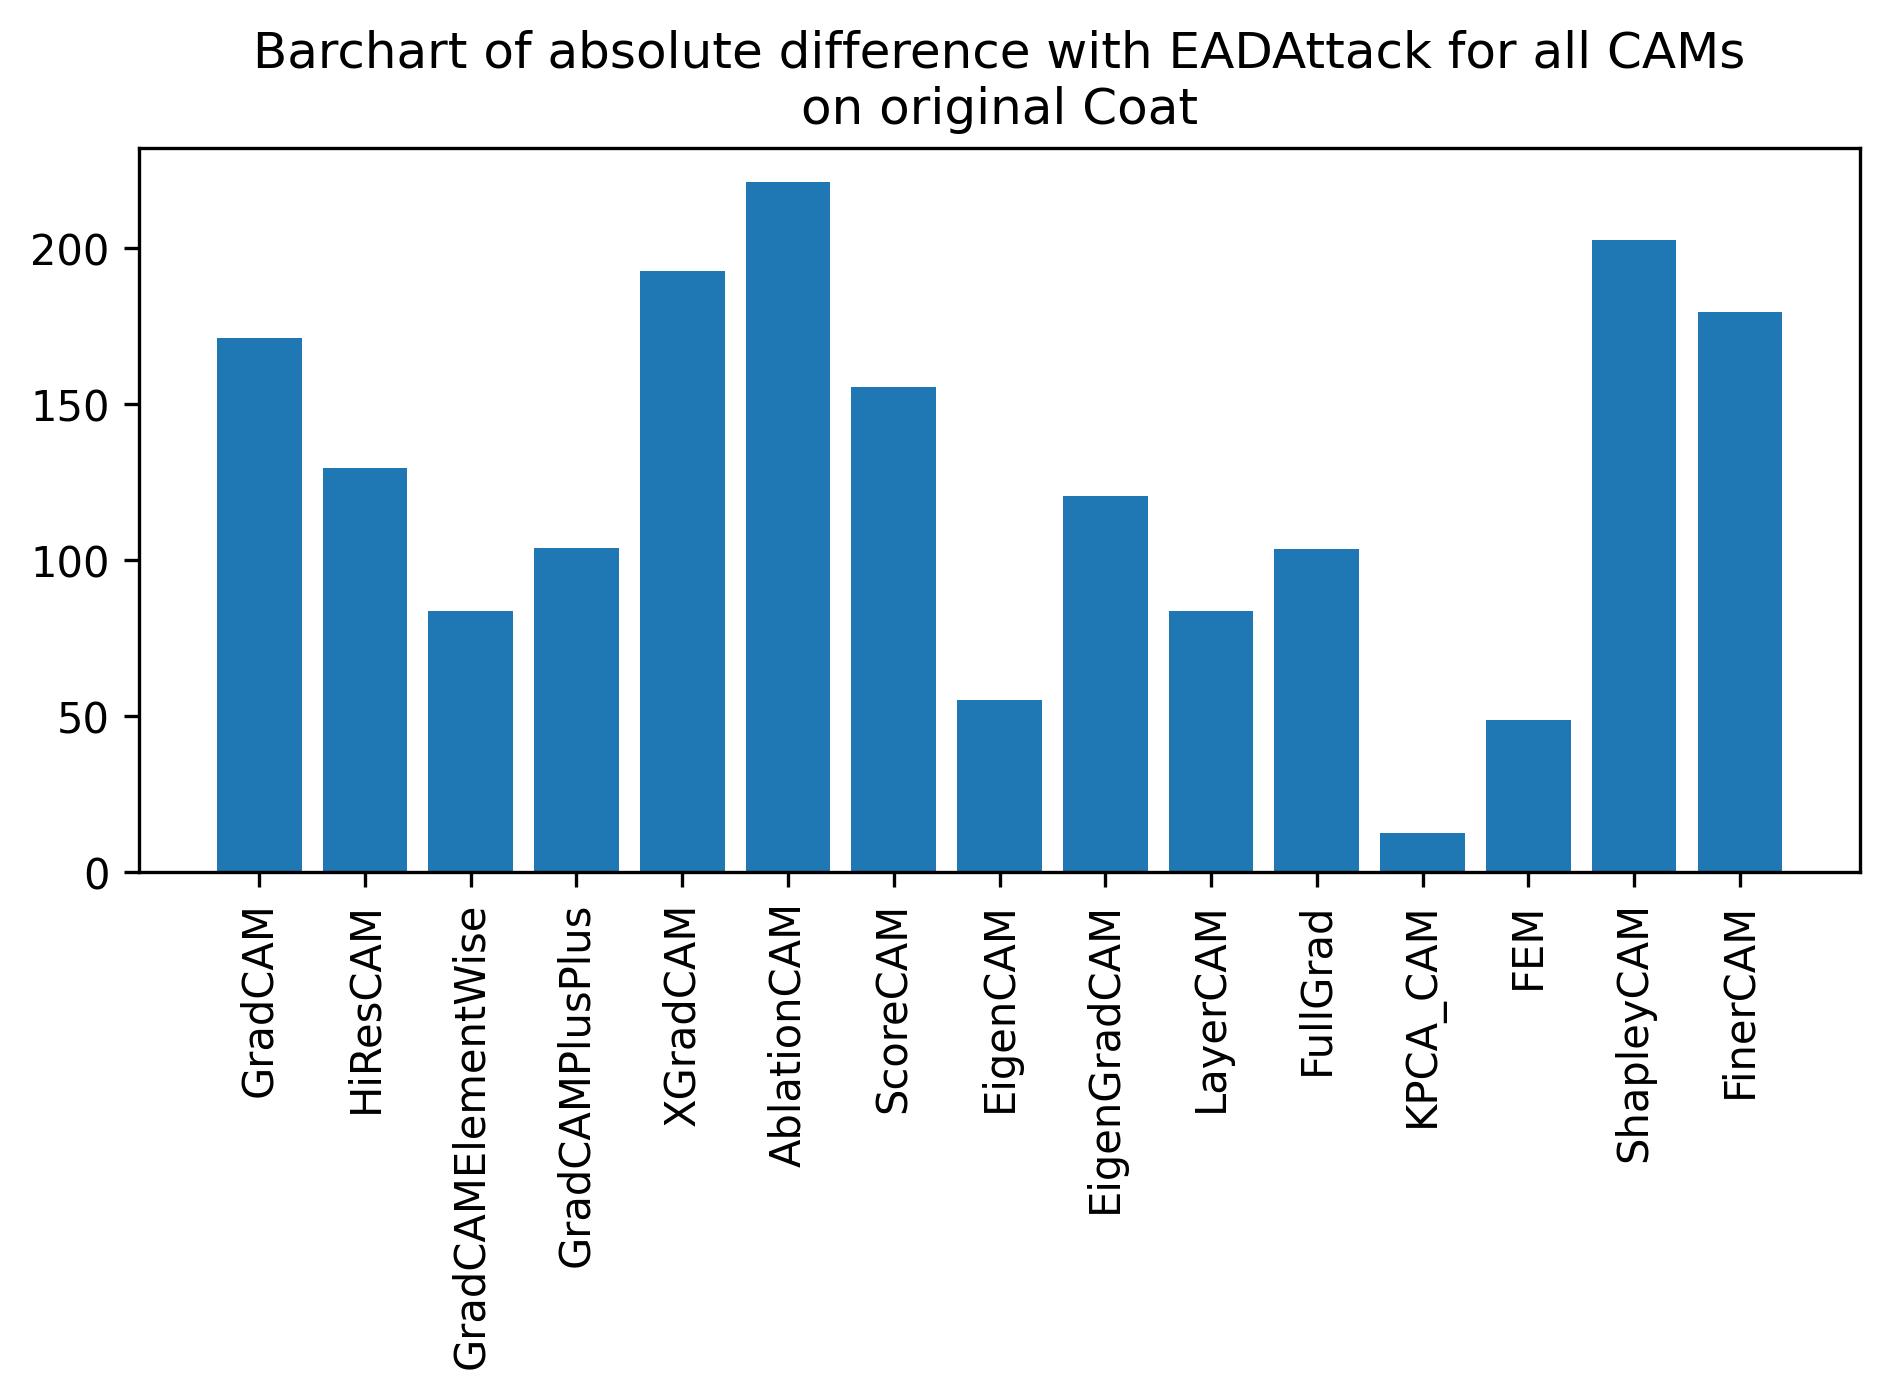 Barchart of absolute difference with EADAttack for all CAMs
on original Coat
200
150
100
50
0
GradCAM
HiResCAM
GradCAMElementWise
GradCAMPlusPlus
XGradCAM
AblationCAM
ScoreCAM
EigenCAM
EigenGradCAM
LayerCAM
FullGrad
KPCA_CAM
FEM
ShapleyCAM
FinerCAM